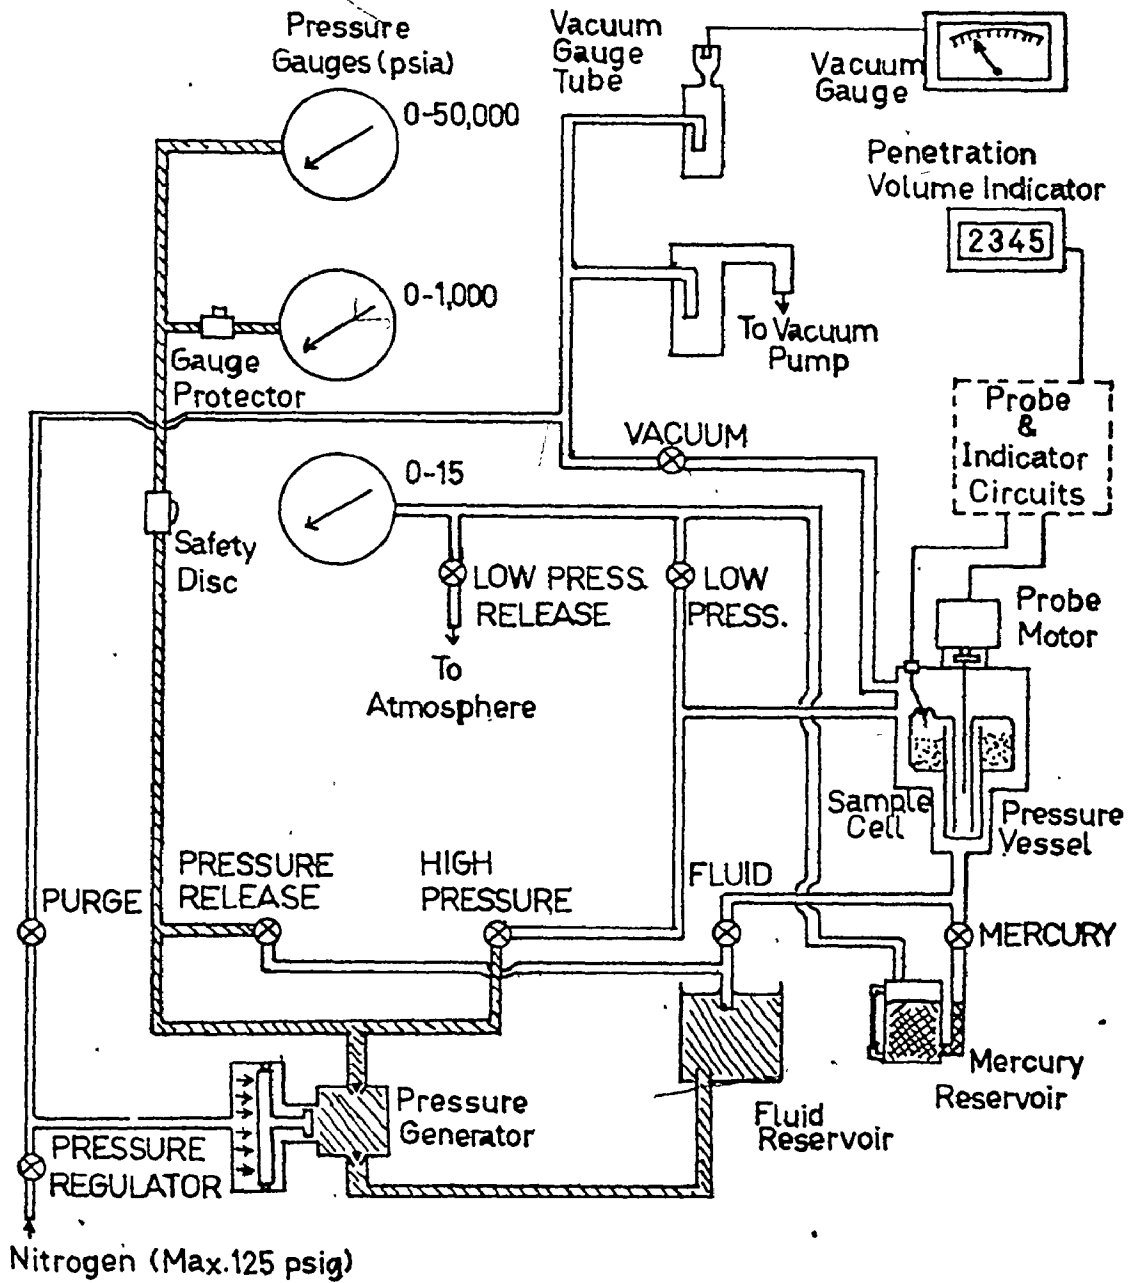 Pressure
Gauges (psia)
0-50,000
Vacuum
Gauge
Tube
Vacuum
Gauge
Penetration
Volume Indicator
2345
0-1,000
To Vacuum
Pump
Gauge
Protector
Probe
&
Indicator
Circuits
VACUUM
0-15
Safety
Disc
LOW PRESS.
RELEASE
LOW
PRESS.
Probe
Motor
To
Atmosphere
Sample
Cell
Pressure
Vessel
PURGE
PRESSURE
RELEASE
HIGH
PRESSURE
FLUID
MERCURY
Mercury
Reservoir
Pressure
Generator
Fluid
Reservoir
PRESSURE
REGULATOR
Nitrogen (Max.125 psig)